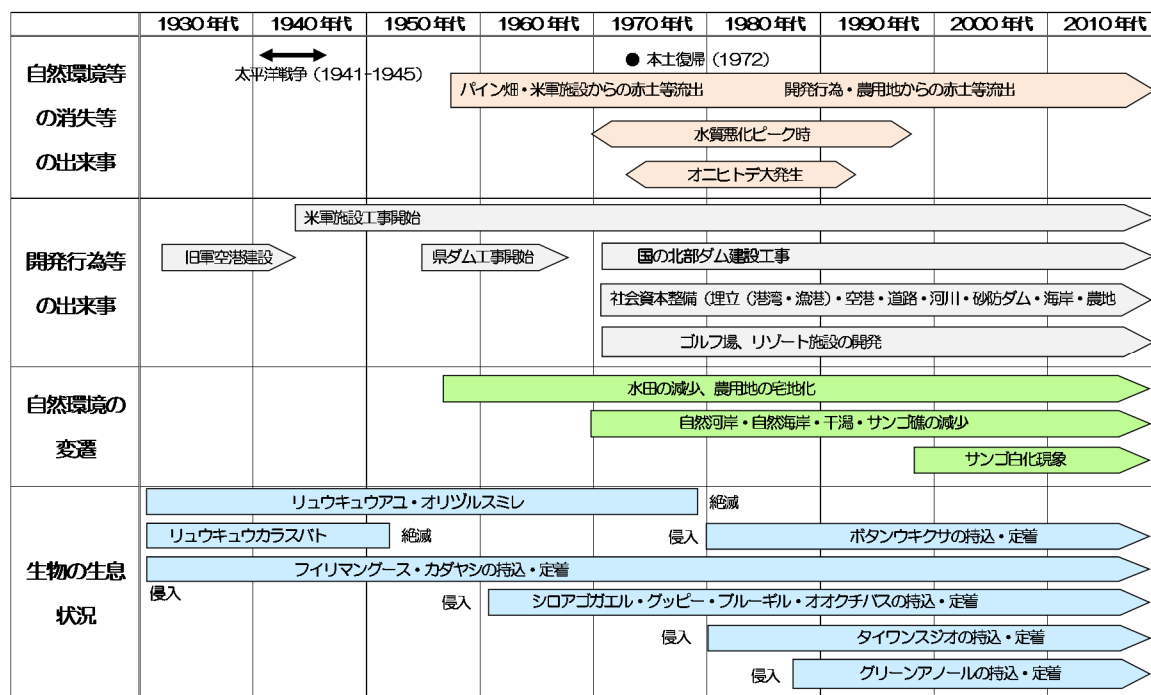 1930年代 1940年代 1950年代 1960年代 1970年代 1980年代 1990年代 2000年代 2010年代
自然環境等
の消失等
の出来事
太平洋戦争(1941-1945)
● 本土復帰(1972)
パイン畑・米軍施設からの赤土等流出 開発行為・農用地からの赤土等流出
水質悪化ピーク時
オニヒトデ大発生
開発行為等
の出来事
米軍施設工事開始
旧軍空港建設
県ダム工事開始
国の北部ダム建設工事
社会資本整備(埋立(港湾・漁港)・空港・道路・河川・砂防ダム・海岸・農地
ゴルフ場、リゾート施設の開発
自然環境の
変遷
水田の減少、農用地の宅地化
自然河岸・自然海岸・干潟・サンゴ礁の減少
サンゴ白化現象
生物の生息
状況
リュウキュウアユ・オリヅルスミレ
絶滅
リュウキュウカラスバト
絶滅
侵入
ボタンウキクサの持込・定着
フイリマングース・カダヤシの持込・定着
侵入
侵入
シロアゴガエル・グッピー・ブルーギル・オオクチバスの持込・定着
侵入
タイワンスジオの持込・定着
侵入
グリーンアノールの持込・定着